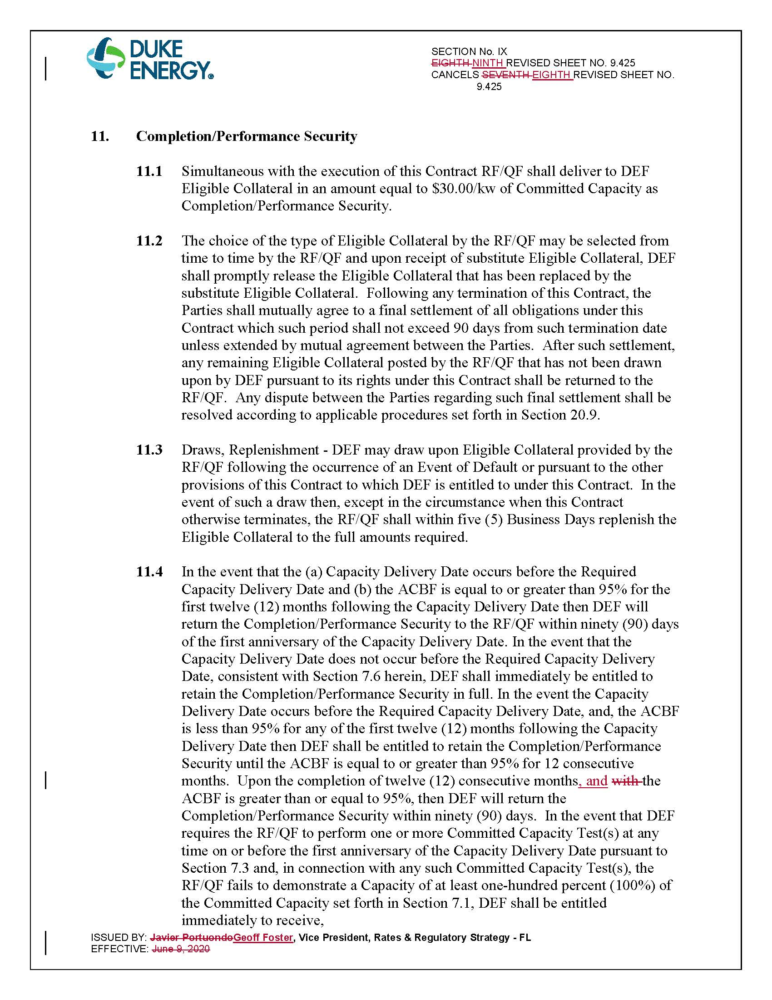 DUKE
ENERGY®
SECTION No. IX
EIGHTH NINTH REVISED SHEET NO. 9.425
CANCELS SEVENTH EIGHTH REVISED SHEET NO.
9.425
11. Completion/Performance Security
11.1 Simultaneous with the execution of this Contract RF/QF shall deliver to DEF
Eligible Collateral in an amount equal to $30.00/kw of Committed Capacity as
Completion/Performance Security.
11.2 The choice of the type of Eligible Collateral by the RF/QF may be selected from
time to time by the RF/QF and upon receipt of substitute Eligible Collateral, DEF
shall promptly release the Eligible Collateral that has been replaced by the
substitute Eligible Collateral. Following any termination of this Contract, the
Parties shall mutually agree to a final settlement of all obligations under this
Contract which such period shall not exceed 90 days from such termination date
unless extended by mutual agreement between the Parties. After such settlement,
any remaining Eligible Collateral posted by the RF/QF that has not been drawn
upon by DEF pursuant to its rights under this Contract shall be returned to the
RF/QF. Any dispute between the Parties regarding such final settlement shall be
resolved according to applicable procedures set forth in Section 20.9.
11.3 Draws, Replenishment - DEF may draw upon Eligible Collateral provided by the
RF/QF following the occurrence of an Event of Default or pursuant to the other
provisions of this Contract to which DEF is entitled to under this Contract. In the
event of such a draw then, except in the circumstance when this Contract
otherwise terminates, the RF/QF shall within five (5) Business Days replenish the
Eligible Collateral to the full amounts required.
11.4 In the event that the (a) Capacity Delivery Date occurs before the Required
Capacity Delivery Date and (b) the ACBF is equal to or greater than 95% for the
first twelve (12) months following the Capacity Delivery Date then DEF will
return the Completion/Performance Security to the RF/QF within ninety (90) days
of the first anniversary of the Capacity Delivery Date. In the event that the
Capacity Delivery Date does not occur before the Required Capacity Delivery
Date, consistent with Section 7.6 herein, DEF shall immediately be entitled to
retain the Completion/Performance Security in full. In the event the Capacity
Delivery Date occurs before the Required Capacity Delivery Date, and, the ACBF
is less than 95% for any of the first twelve (12) months following the Capacity
Delivery Date then DEF shall be entitled to retain the Completion/Performance
Security until the ACBF is equal to or greater than 95% for 12 consecutive
months. Upon the completion of twelve (12) consecutive months, and with the
ACBF is greater than or equal to 95%, then DEF will return the
Completion/Performance Security within ninety (90) days. In the event that DEF
requires the RF/QF to perform one or more Committed Capacity Test(s) at any
time on or before the first anniversary of the Capacity Delivery Date pursuant to
Section 7.3 and, in connection with any such Committed Capacity Test(s), the
RF/QF fails to demonstrate a Capacity of at least one-hundred percent (100%) of
the Committed Capacity set forth in Section 7.1, DEF shall be entitled
immediately to receive,
ISSUED BY: Javier PortuondoGeoff Foster, Vice President, Rates & Regulatory Strategy - FL
EFFECTIVE: June 9, 2020